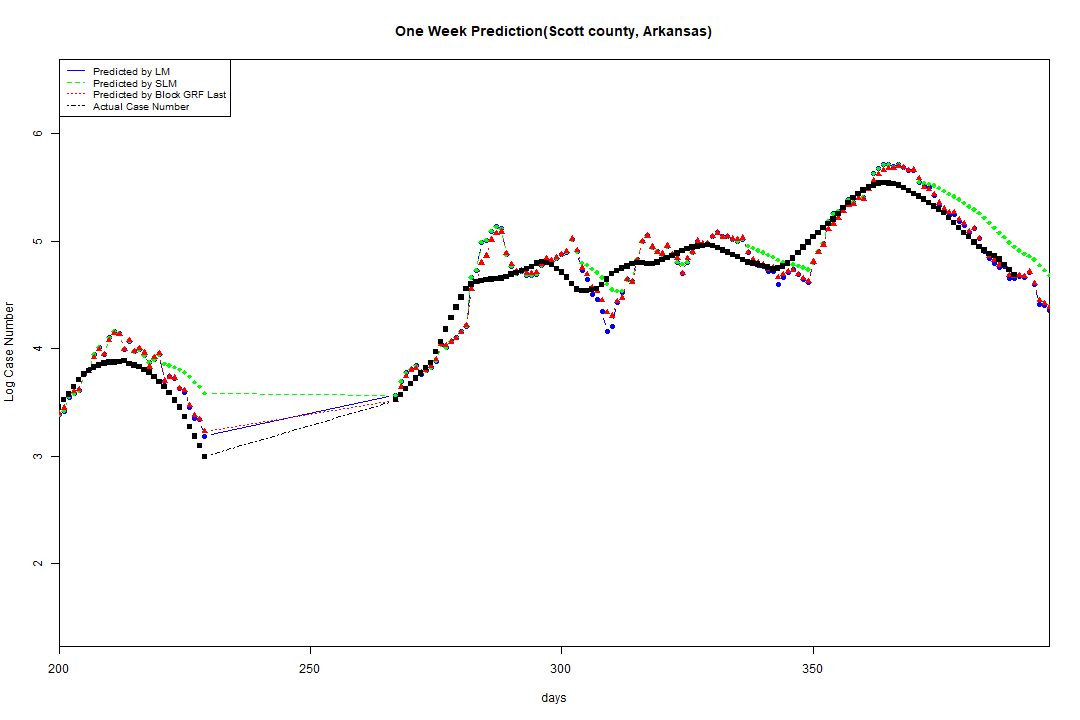 One Week Prediction(Scott county, Arkansas)
Predicted by LM
Predicted by SLM
Predicted by Block GRF Last
Actual Case Number
6
5
4
3
2
Log Case Number
200 250 300 350
days